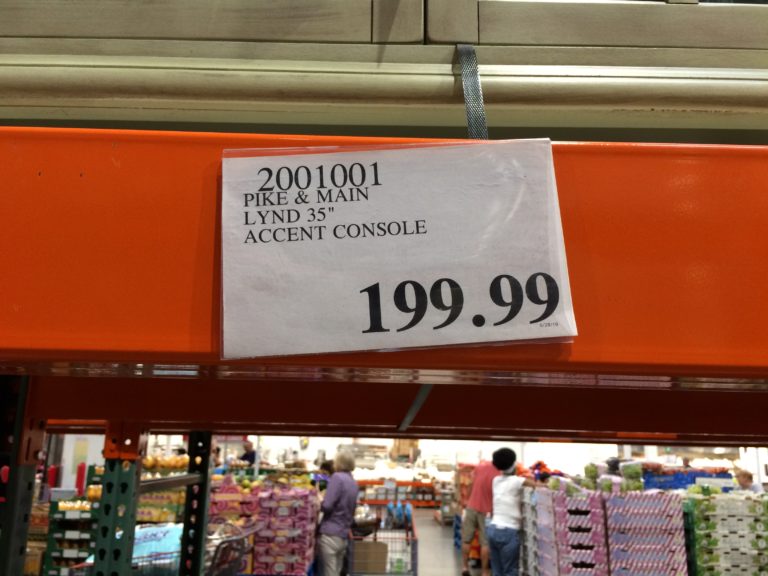 2001001
PIKE & MAIN
LYND 35"
ACCENT CONSOLE
199.99